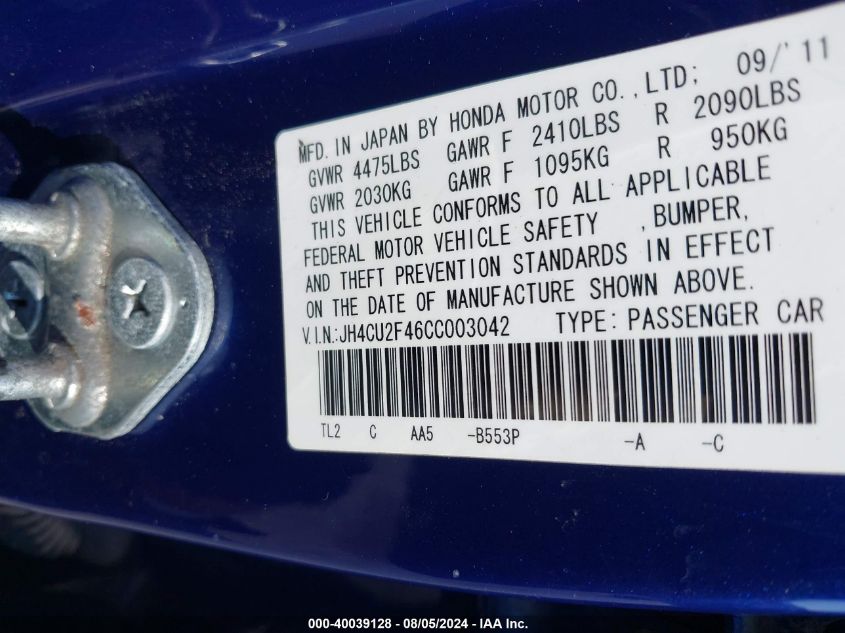 MFD. IN JAPAN BY HONDA MOTOR CO., LTD; 09/'11
GVWR 4475LBS GAWR F 2410LBS R 2090LBS
GVWR 2030KG GAWR F 1095KG R 950KG
THIS VEHICLE CONFORMS TO ALL APPLICABLE
FEDERAL MOTOR VEHICLE SAFETY ,BUMPER,
AND THEFT PREVENTION STANDARDS IN EFFECT
ON THE DATE OF MANUFACTURE SHOWN ABOVE.
V.I.N.:JH4CU2F46CC003042 TYPE: PASSENGER CAR
TL2 C AA5 -B553P -A -C
000-40039128 - 08/05/2024 - IAA Inc.